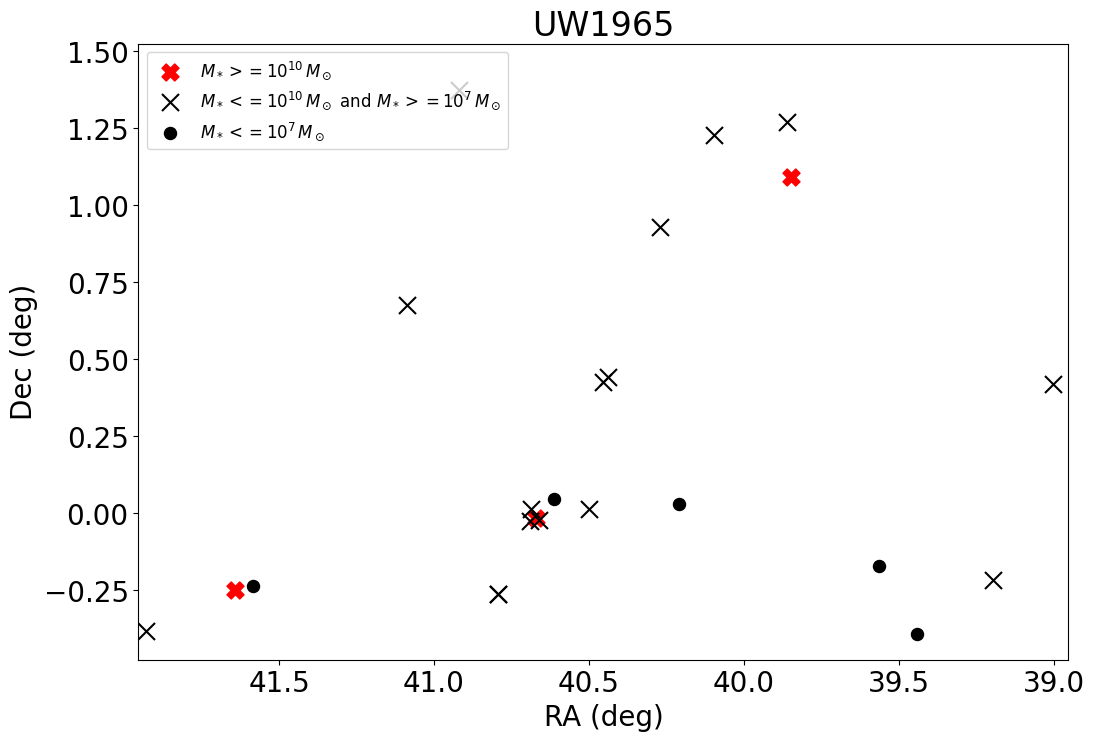 UW1965
1.50
1.25
1.00
0.75
0.50
0.25
0.00
−0.25
Dec (deg)
M* >= 10^10 M⊙
M* <= 10^10 M⊙ and M* >= 10^7 M⊙
M* <= 10^7 M⊙
41.5 41.0 40.5 40.0 39.5 39.0
RA (deg)